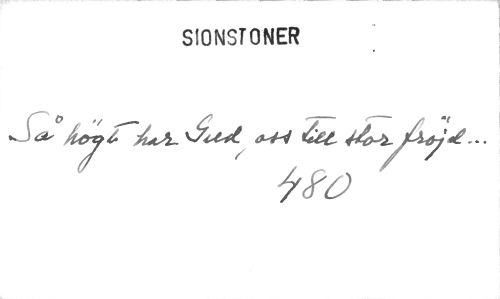 SIONSTONER
Så högt har Gud, oss till stor fröjd...
480